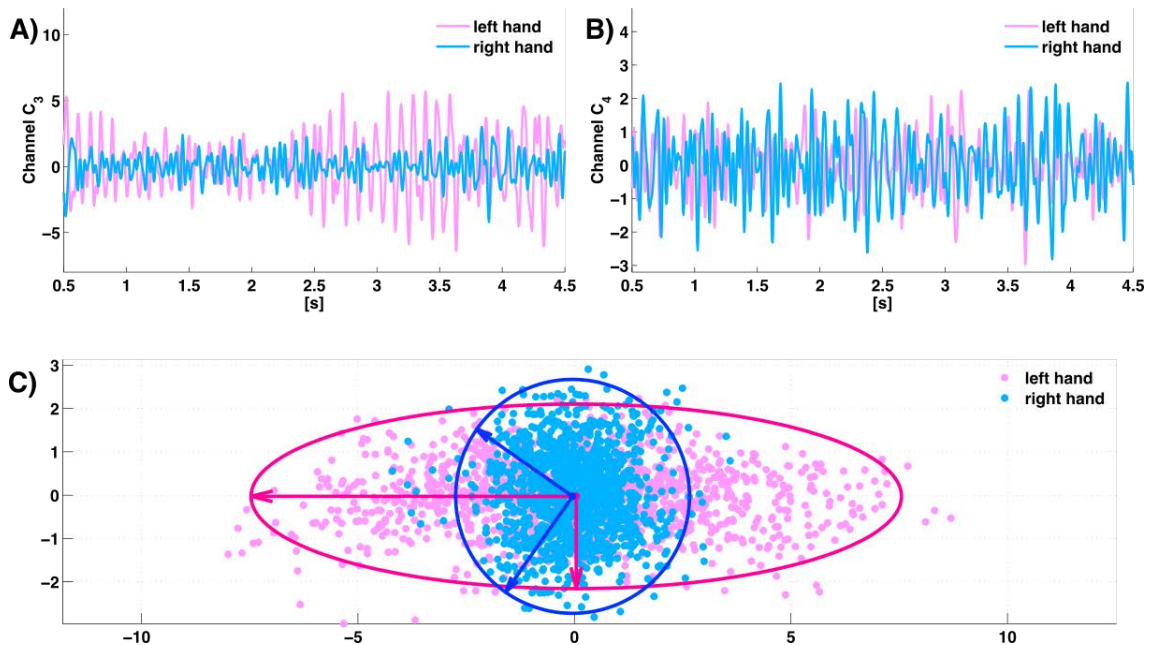 A)
left hand
right hand
Channel C3
10
5
0
−5
0.5 1 1.5 2 2.5 3 3.5 4 4.5
[s]
B)
left hand
right hand
Channel C4
4
3
2
1
0
−1
−2
−3
0.5 1 1.5 2 2.5 3 3.5 4 4.5
[s]
C)
left hand
right hand
3
2
1
0
−1
−2
−10 −5 0 5 10